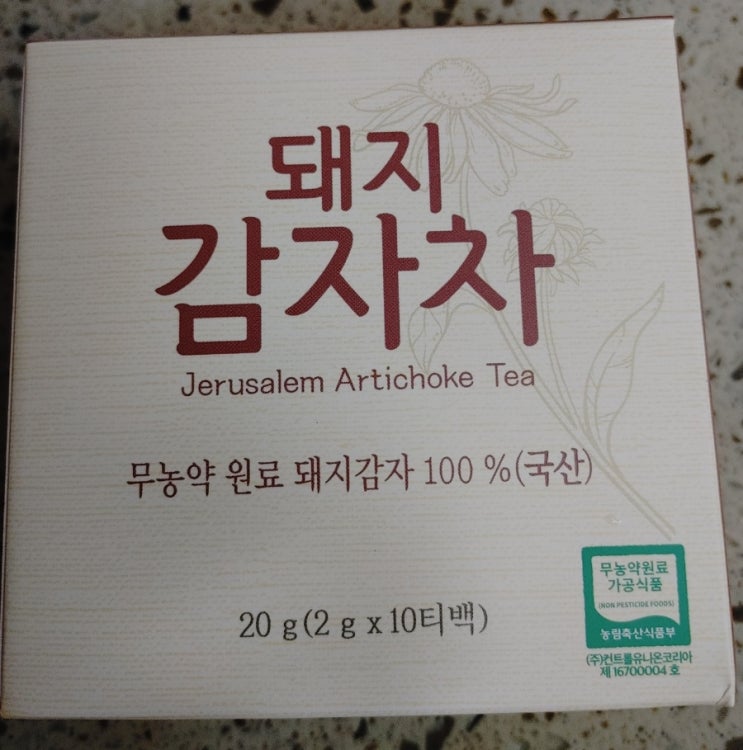 돼지
감자차
Jerusalem Artichoke Tea
무농약 원료 돼지감자 100 %(국산)
20 g(2 g x 10티백)
무농약원료
가공식품
(NON PESTICIDE FOODS)
농림축산식품부
(주)컨트롤유니온코리아
제 16700004 호